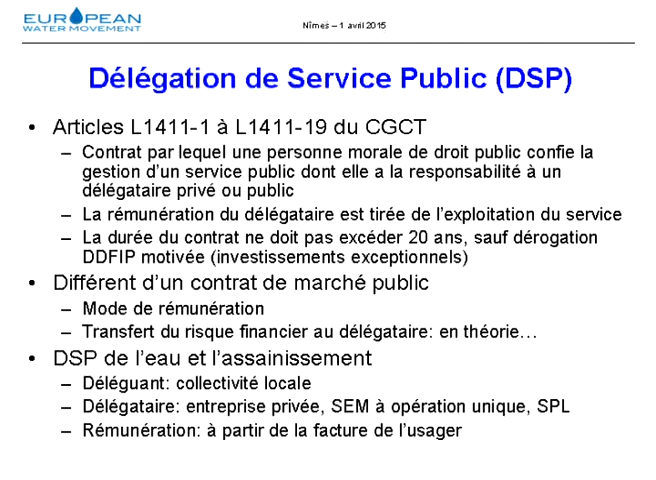 EUROPEAN
WATER MOVEMENT
Nîmes – 1 avril 2015
Délégation de Service Public (DSP)
• Articles L1411-1 à L1411-19 du CGCT
– Contrat par lequel une personne morale de droit public confie la
gestion d’un service public dont elle a la responsabilité à un
délégataire privé ou public
– La rémunération du délégataire est tirée de l’exploitation du service
– La durée du contrat ne doit pas excéder 20 ans, sauf dérogation
DDFIP motivée (investissements exceptionnels)
• Différent d’un contrat de marché public
– Mode de rémunération
– Transfert du risque financier au délégataire: en théorie…
• DSP de l’eau et l’assainissement
– Déléguant: collectivité locale
– Délégataire: entreprise privée, SEM à opération unique, SPL
– Rémunération: à partir de la facture de l’usager